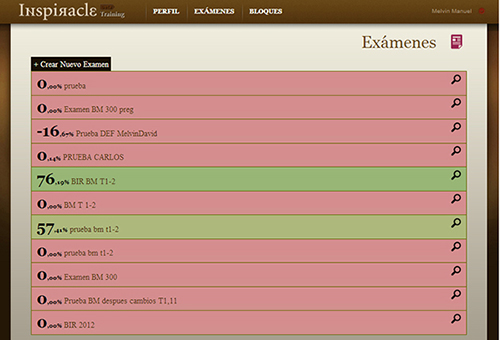 Inspiracle
Training
PERFIL EXÁMENES BLOQUES
Melvin Manuel
Exámenes
+ Crear Nuevo Examen
0,00% prueba
0,00% Examen BM 300 preg
-16,67% Prueba DEF MelvinDavid
0,14% PRUEBA CARLOS
76,19% BIR BM T1-2
0,00% BM T 1-2
57,41% prueba bm t1-2
0,00% prueba bm t1-2
0,00% Examen BM 300
0,00% Prueba BM despues cambios T1,11
0,00% BIR 2012